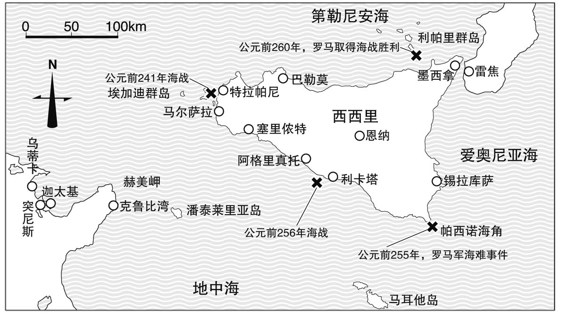 0 50 100km
第勒尼安海
利帕里群岛
公元前260年，罗马取得海战胜利
N
墨西拿
雷焦
公元前241年海战
埃加迪群岛
特拉帕尼
巴勒莫
马尔萨拉
西西里
塞里侬特
恩纳
爱奥尼亚海
乌蒂卡
阿格里真托
赫美岬
利卡塔
锡拉库萨
迦太基
突尼斯
克鲁比湾
潘泰莱里亚岛
帕西诺海角
公元前256年海战
公元前255年，罗马军海难事件
地中海
马耳他岛